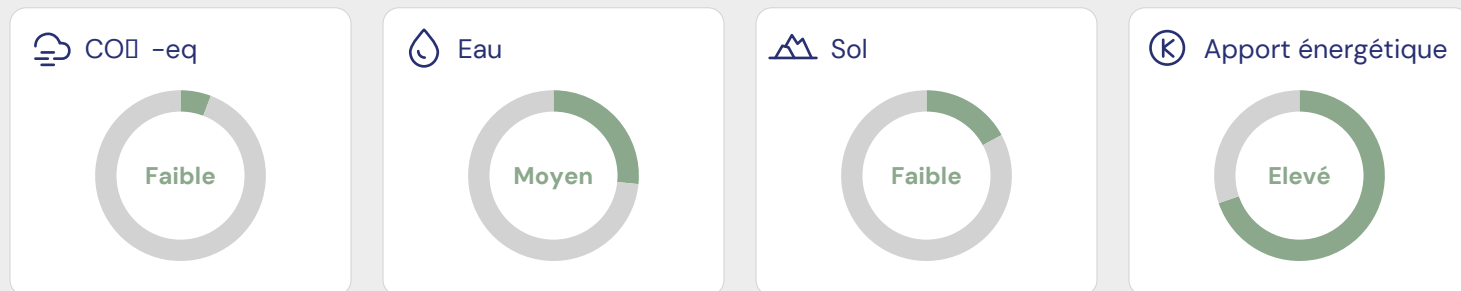 CO▯ -eq
Faible
Eau
Moyen
Sol
Faible
Apport énergétique
Elevé